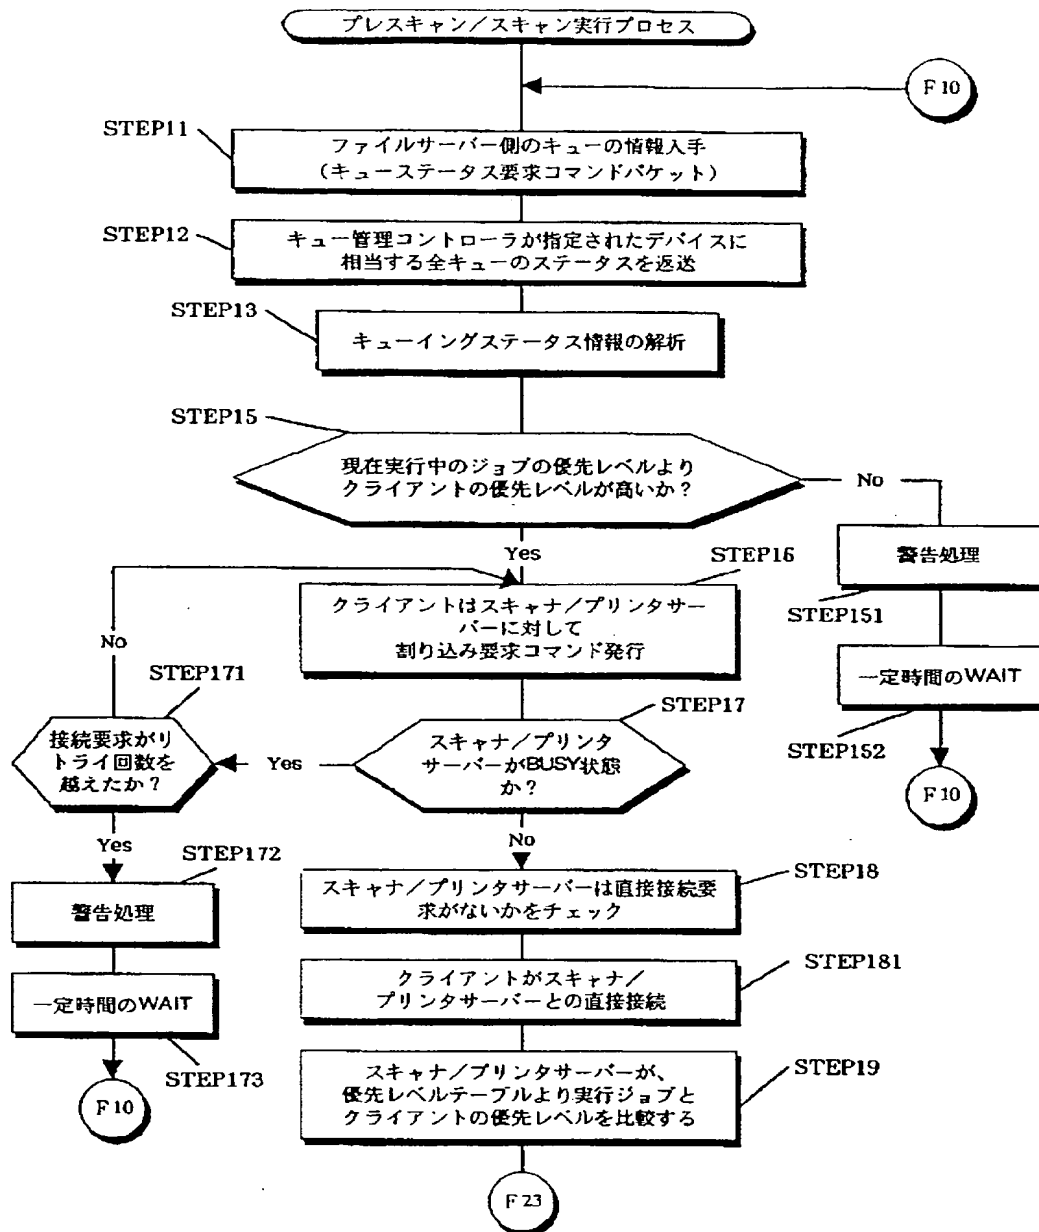 プレスキャン／スキャン実行プロセス
F10
STEP11
ファイルサーバー側のキューの情報入手
（キューステータス要求コマンドパケット）
STEP12
キュー管理コントローラが指定されたデバイスに
相当する全キューのステータスを返送
STEP13
キューイングステータス情報の解析
STEP15
現在実行中のジョブの優先レベルより
クライアントの優先レベルが高いか？
No
Yes
STEP16
警告処理
STEP151
クライアントはスキャナ／プリンタサー
バーに対して
割り込み要求コマンド発行
No
STEP171
STEP17
一定時間のWAIT
STEP152
F10
接続要求がリ
トライ回数を
越えたか？
Yes
スキャナ／プリンタ
サーバーがBUSY状態
か？
Yes
No
STEP172
警告処理
STEP18
スキャナ／プリンタサーバーは直接接続要
求がないかをチェック
STEP181
クライアントがスキャナ／
プリンタサーバーとの直接接続
一定時間のWAIT
STEP173
F10
STEP19
スキャナ／プリンタサーバーが、
優先レベルテーブルより実行ジョブと
クライアントの優先レベルを比較する
F23